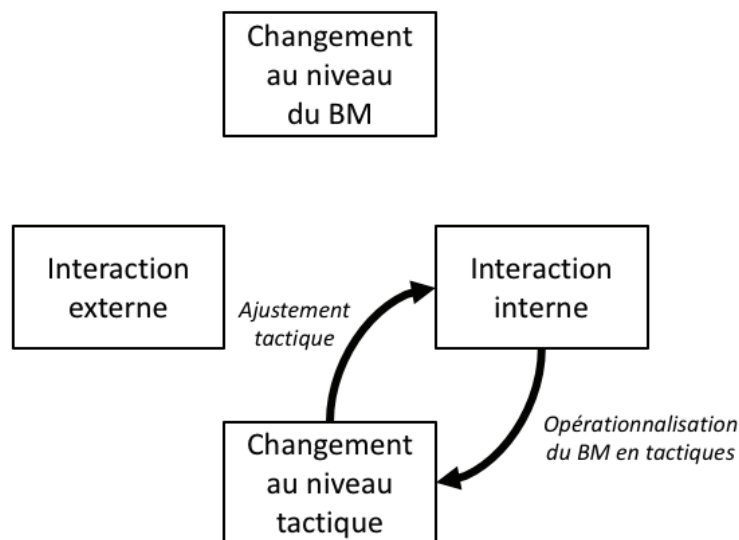 Changement
au niveau
du BM
Interaction
externe
Interaction
interne
Ajustement
tactique
Opérationnalisation
du BM en tactiques
Changement
au niveau
tactique